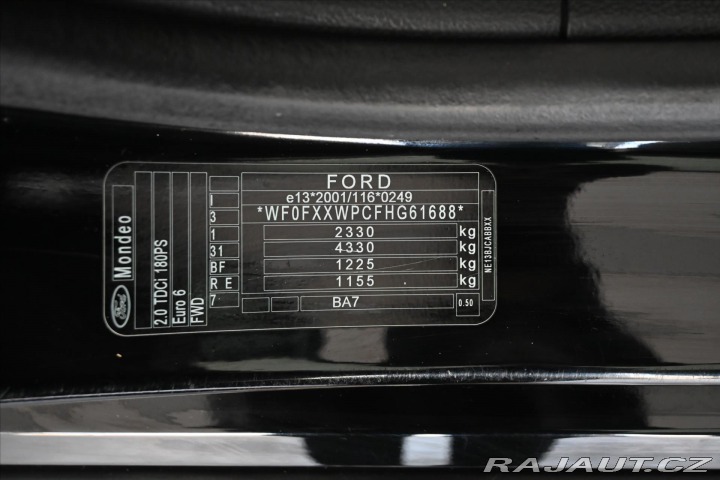 FORD
e13*2001/116*0249
*WF0FXXWPCFHG61688*
2330 kg
4330 kg
1225 kg
1155 kg
BA7
0.50
I
3
1
31
BF
R E
7
Ford
Mondeo
2.0 TDCi 180PS
Euro 6
FWD
NE13BJCABBXX
RAJAUT.CZ